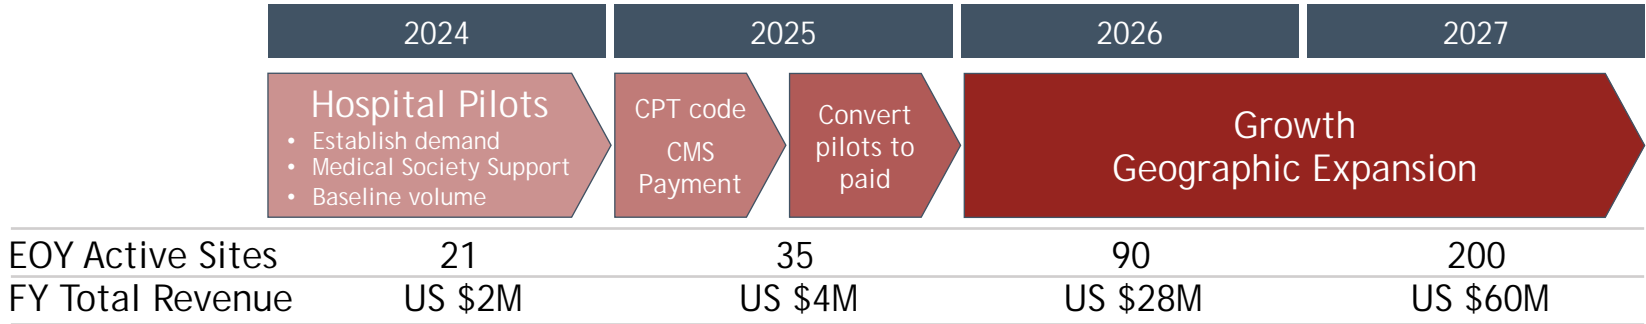 2024 2025 2026 2027
Hospital Pilots
• Establish demand
• Medical Society Support
• Baseline volume
CPT code
CMS
Payment
Convert
pilots to
paid
Growth
Geographic Expansion
EOY Active Sites 21 35 90 200
FY Total Revenue US $2M US $4M US $28M US $60M